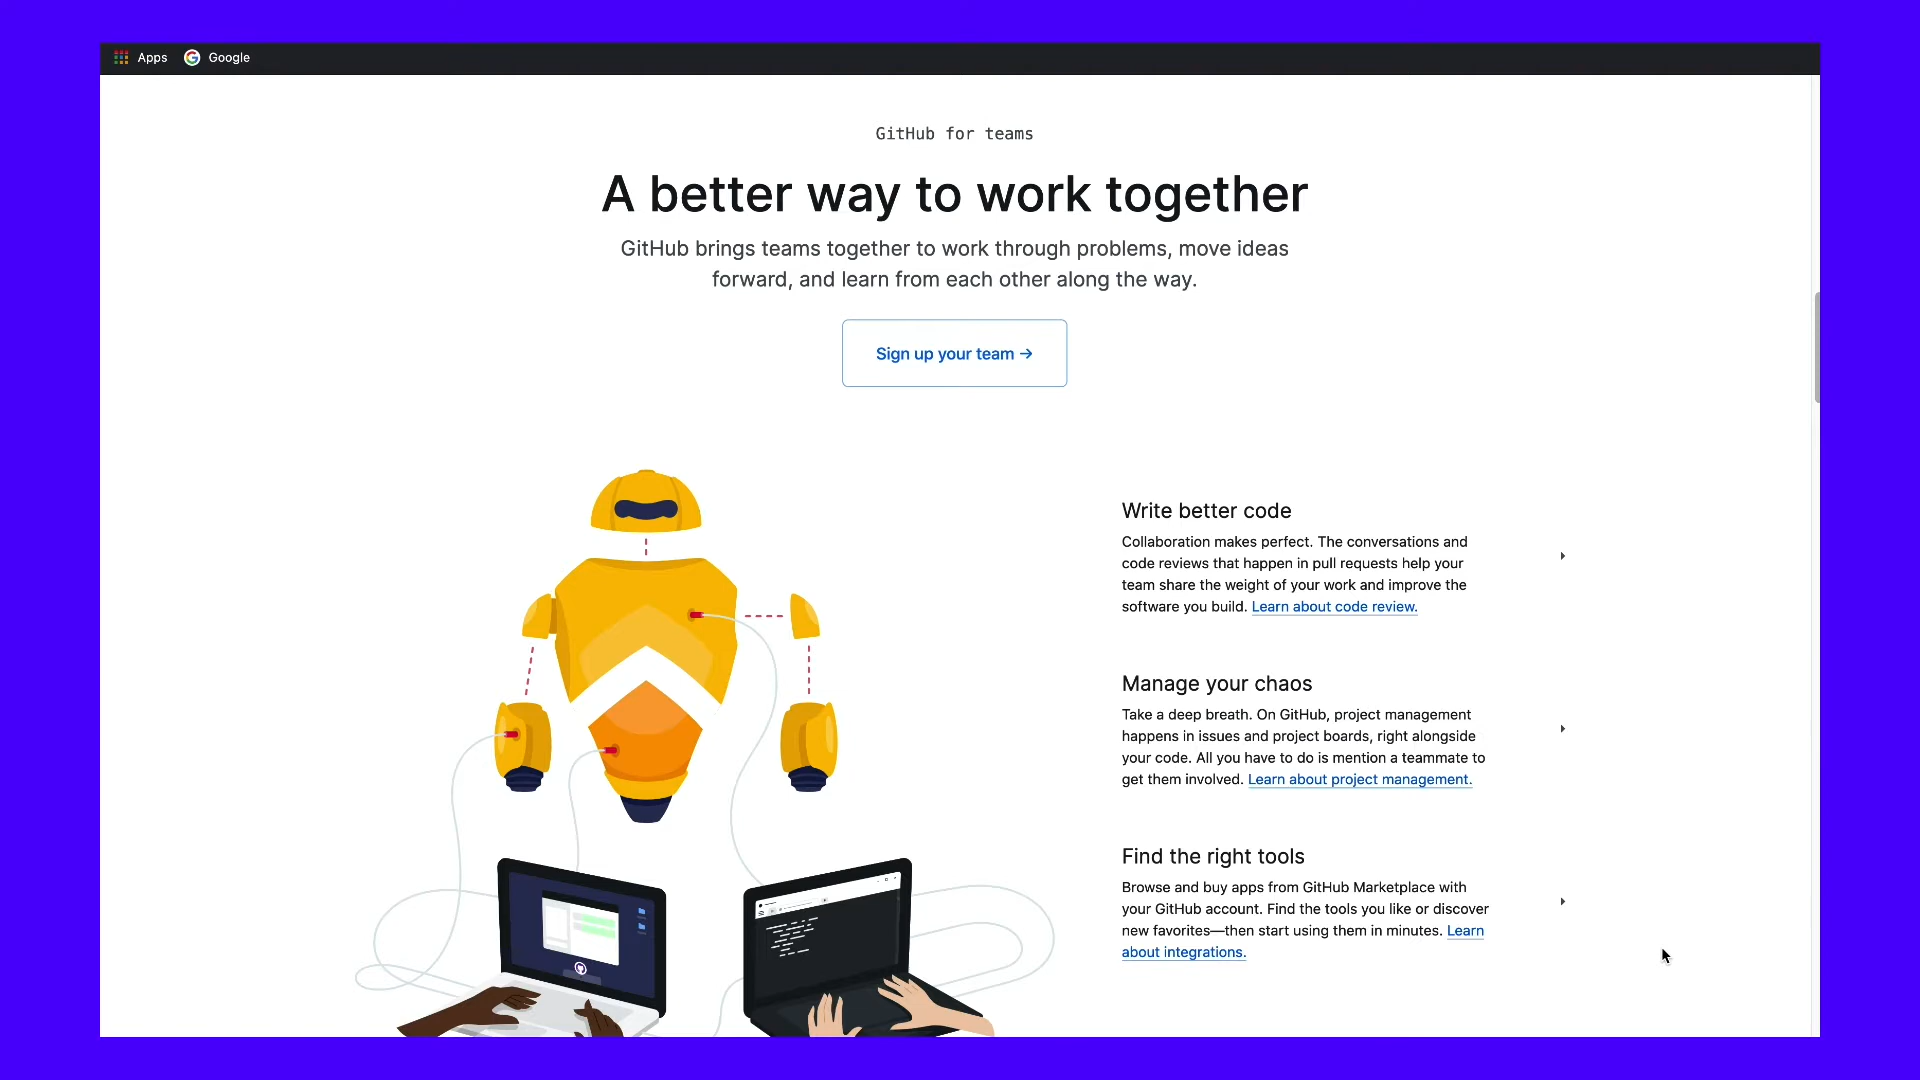 Apps Google
GitHub for teams
A better way to work together
GitHub brings teams together to work through problems, move ideas
forward, and learn from each other along the way.
Sign up your team →
Write better code
Collaboration makes perfect. The conversations and
code reviews that happen in pull requests help your
team share the weight of your work and improve the
software you build. Learn about code review.
Manage your chaos
Take a deep breath. On GitHub, project management
happens in issues and project boards, right alongside
your code. All you have to do is mention a teammate to
get them involved. Learn about project management.
Find the right tools
Browse and buy apps from GitHub Marketplace with
your GitHub account. Find the tools you like or discover
new favorites—then start using them in minutes. Learn
about integrations.